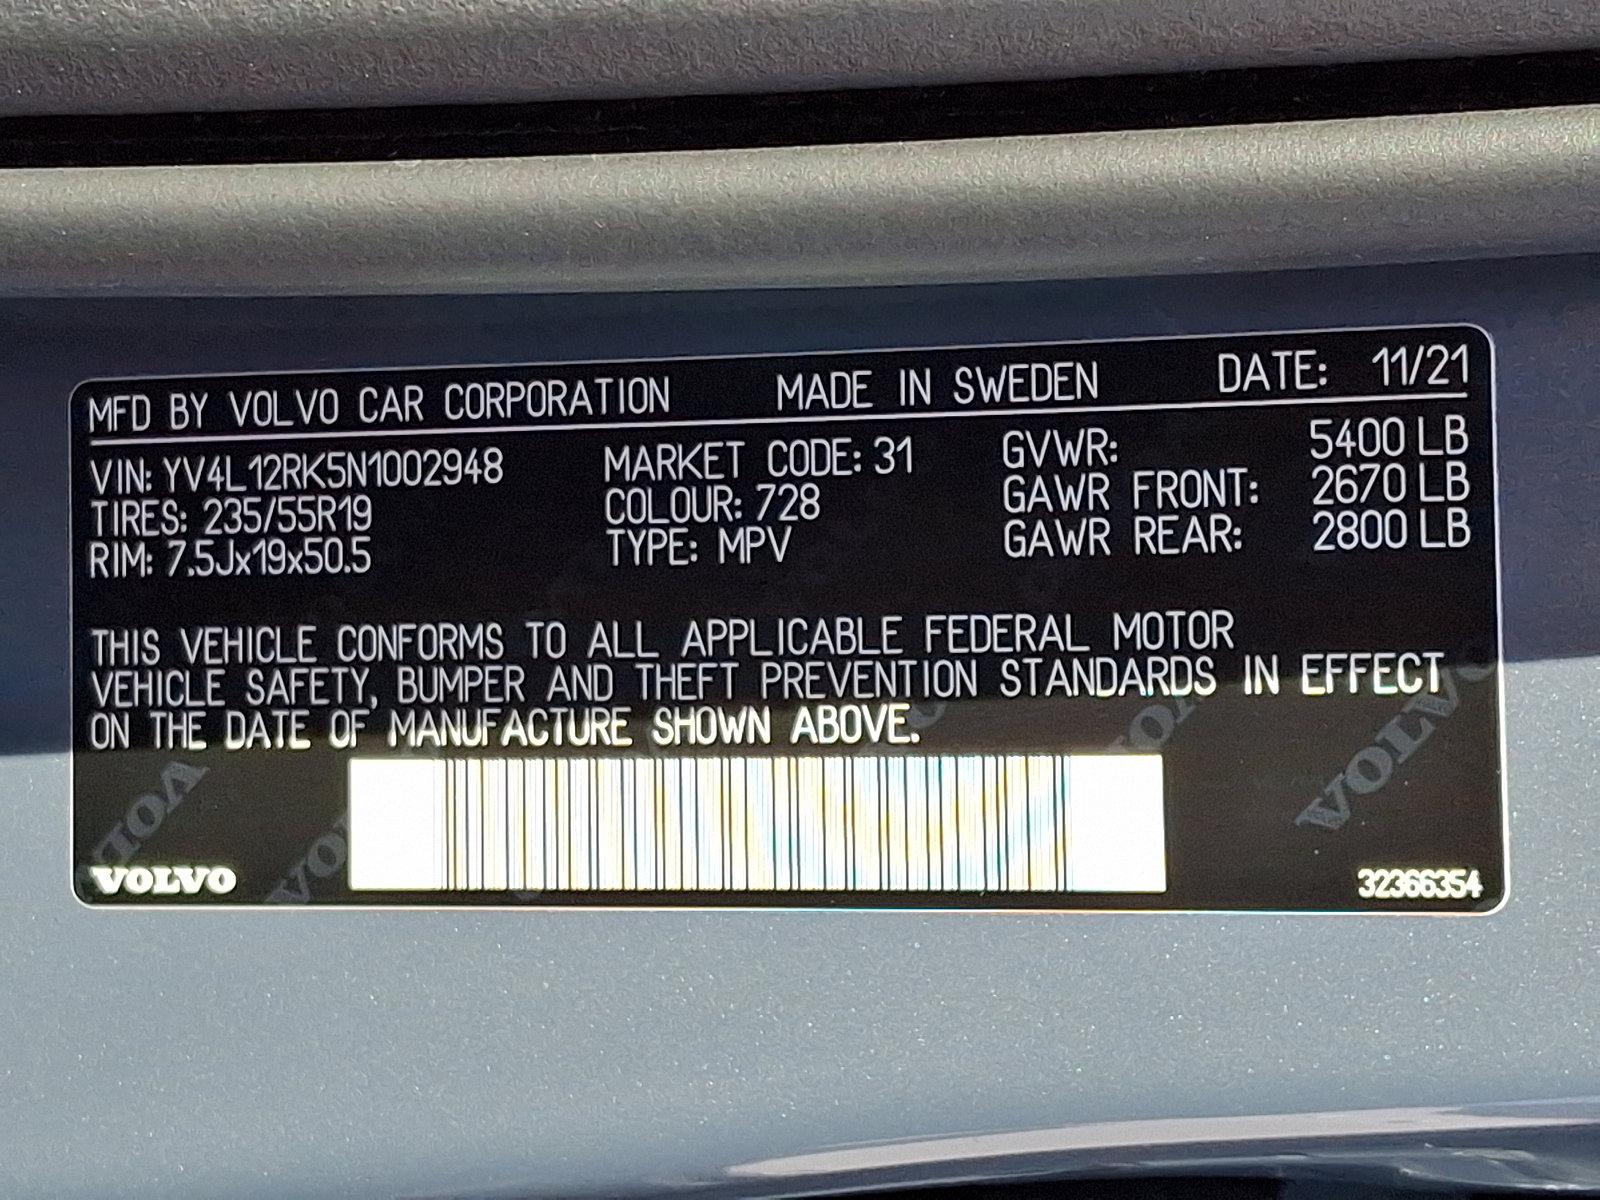 MFD BY VOLVO CAR CORPORATION MADE IN SWEDEN DATE: 11/21
VIN: YV4L12RK5N1002948 MARKET CODE: 31 GVWR: 5400 LB
TIRES: 235/55R19 COLOUR: 728 GAWR FRONT: 2670 LB
RIM: 7.5Jx19x50.5 TYPE: MPV GAWR REAR: 2800 LB
THIS VEHICLE CONFORMS TO ALL APPLICABLE FEDERAL MOTOR
VEHICLE SAFETY, BUMPER AND THEFT PREVENTION STANDARDS IN EFFECT
ON THE DATE OF MANUFACTURE SHOWN ABOVE.
VOLVO
VOLVO 32366354